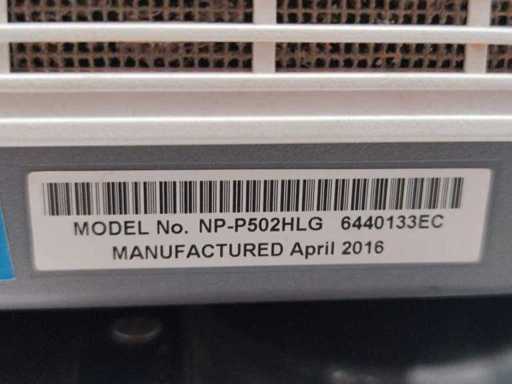 MODEL No. NP-P502HLG 6440133EC
MANUFACTURED April 2016